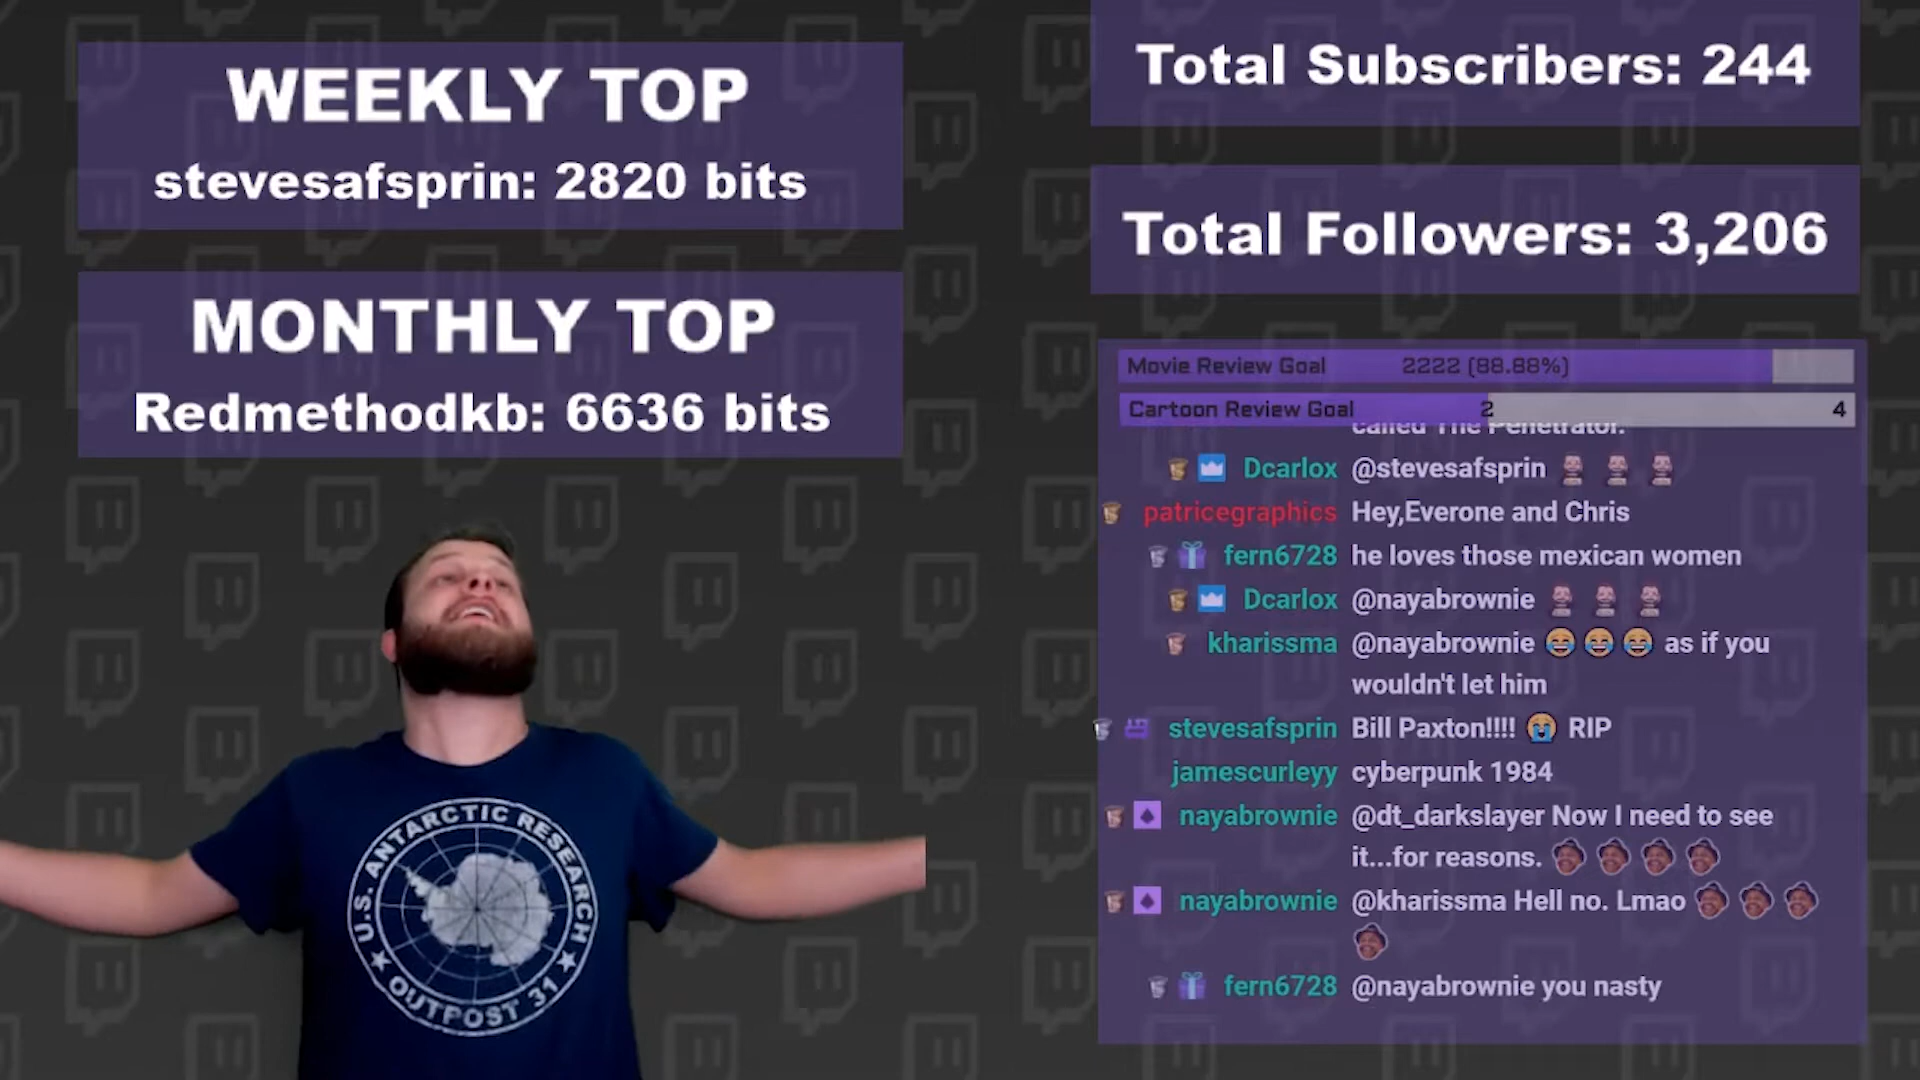 WEEKLY TOP
stevesafsprin: 2820 bits
MONTHLY TOP
Redmethodkb: 6636 bits
U.S. ANTARCTIC RESEARCH
OUTPOST 31
Total Subscribers: 244
Total Followers: 3,206
Movie Review Goal 2222 (88.88%)
Cartoon Review Goal 2 4
called The Penetrator.
Dcarlox @stevesafsprin
patricegraphics Hey,Everone and Chris
fern6728 he loves those mexican women
Dcarlox @nayabrownie
kharissma @nayabrownie 😂 😂 😂 as if you
wouldn't let him
stevesafsprin Bill Paxton!!!! 😭 RIP
jamescurleyy cyberpunk 1984
nayabrownie @dt_darkslayer Now I need to see
it...for reasons.
nayabrownie @kharissma Hell no. Lmao
fern6728 @nayabrownie you nasty